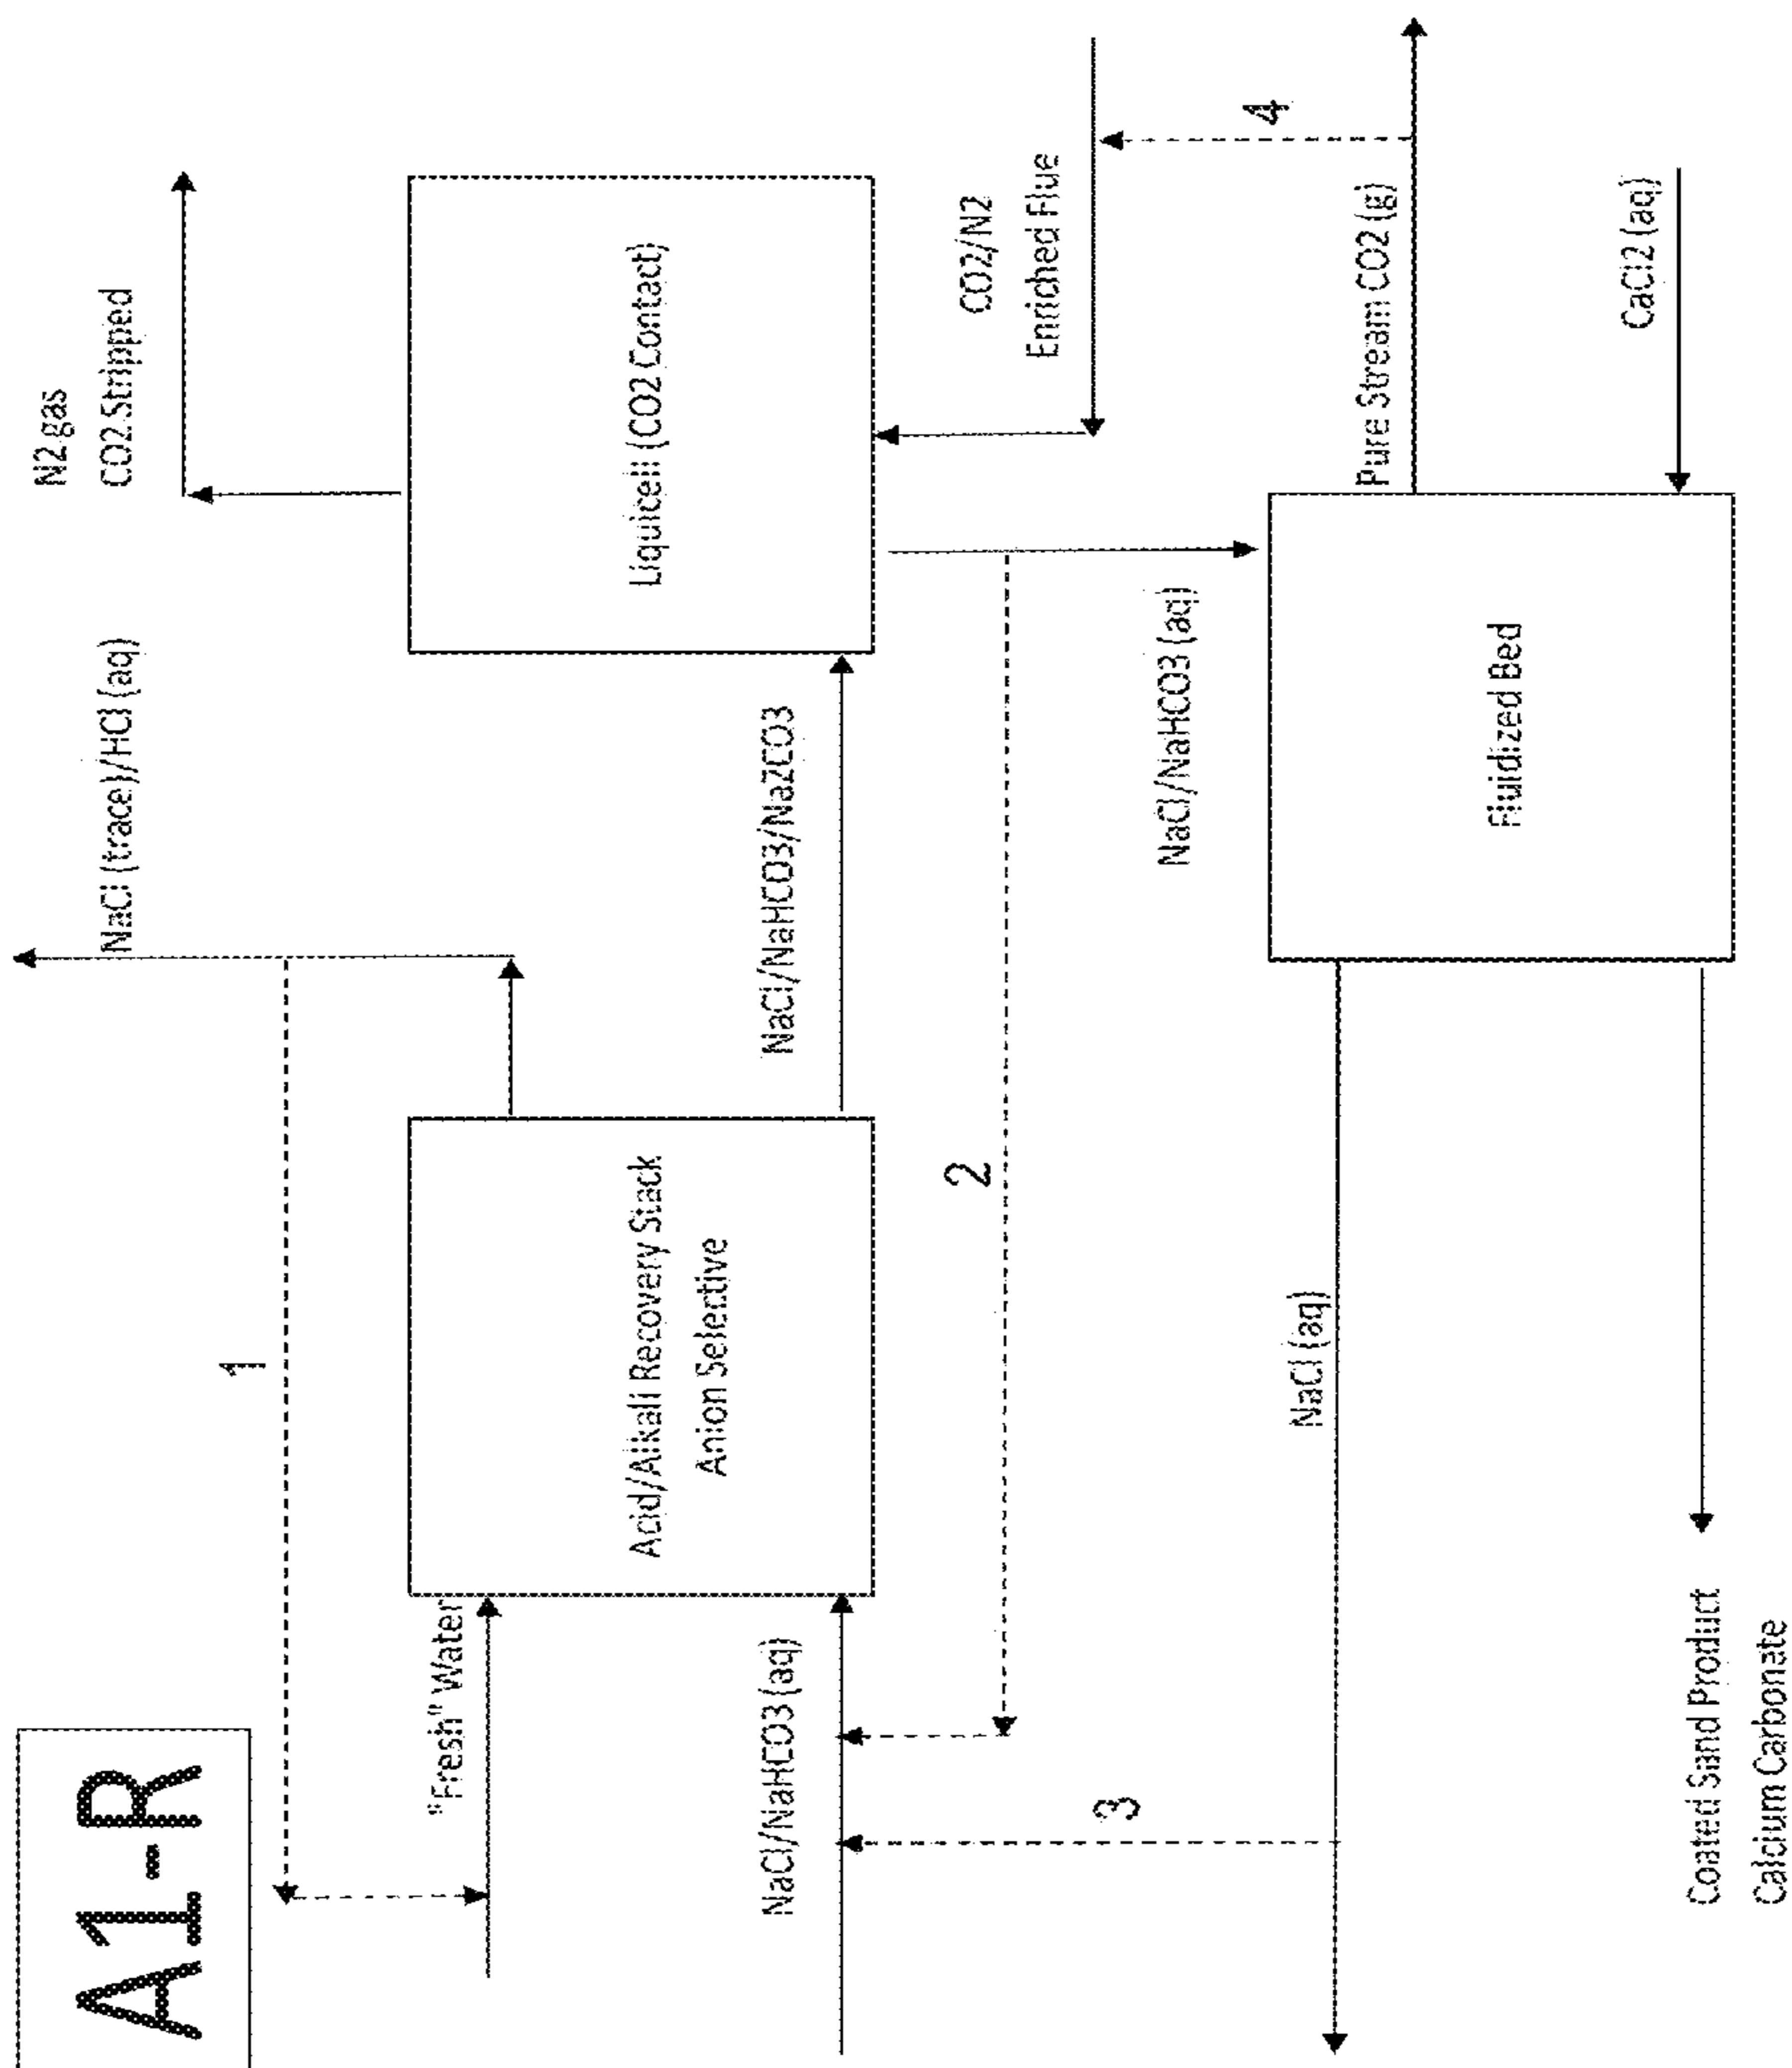 A1-R
1
NaCl (trace)/HCl (aq)
N2 gas
CO2 Stripped
"Fresh" Water
Acid/Alkali Recovery Stack
Anion Selective
Liquicell (CO2 Contact)
NaCl/NaHCO3 (aq)
NaCl/NaHCO3/Na2CO3
2
CO2/N2
Enriched Flue
3
NaCl/NaHCO3 (aq)
4
NaCl (aq)
Fluidized Bed
Pure Stream CO2 (g)
CaCl2 (aq)
Coated Sand Product
Calcium Carbonate